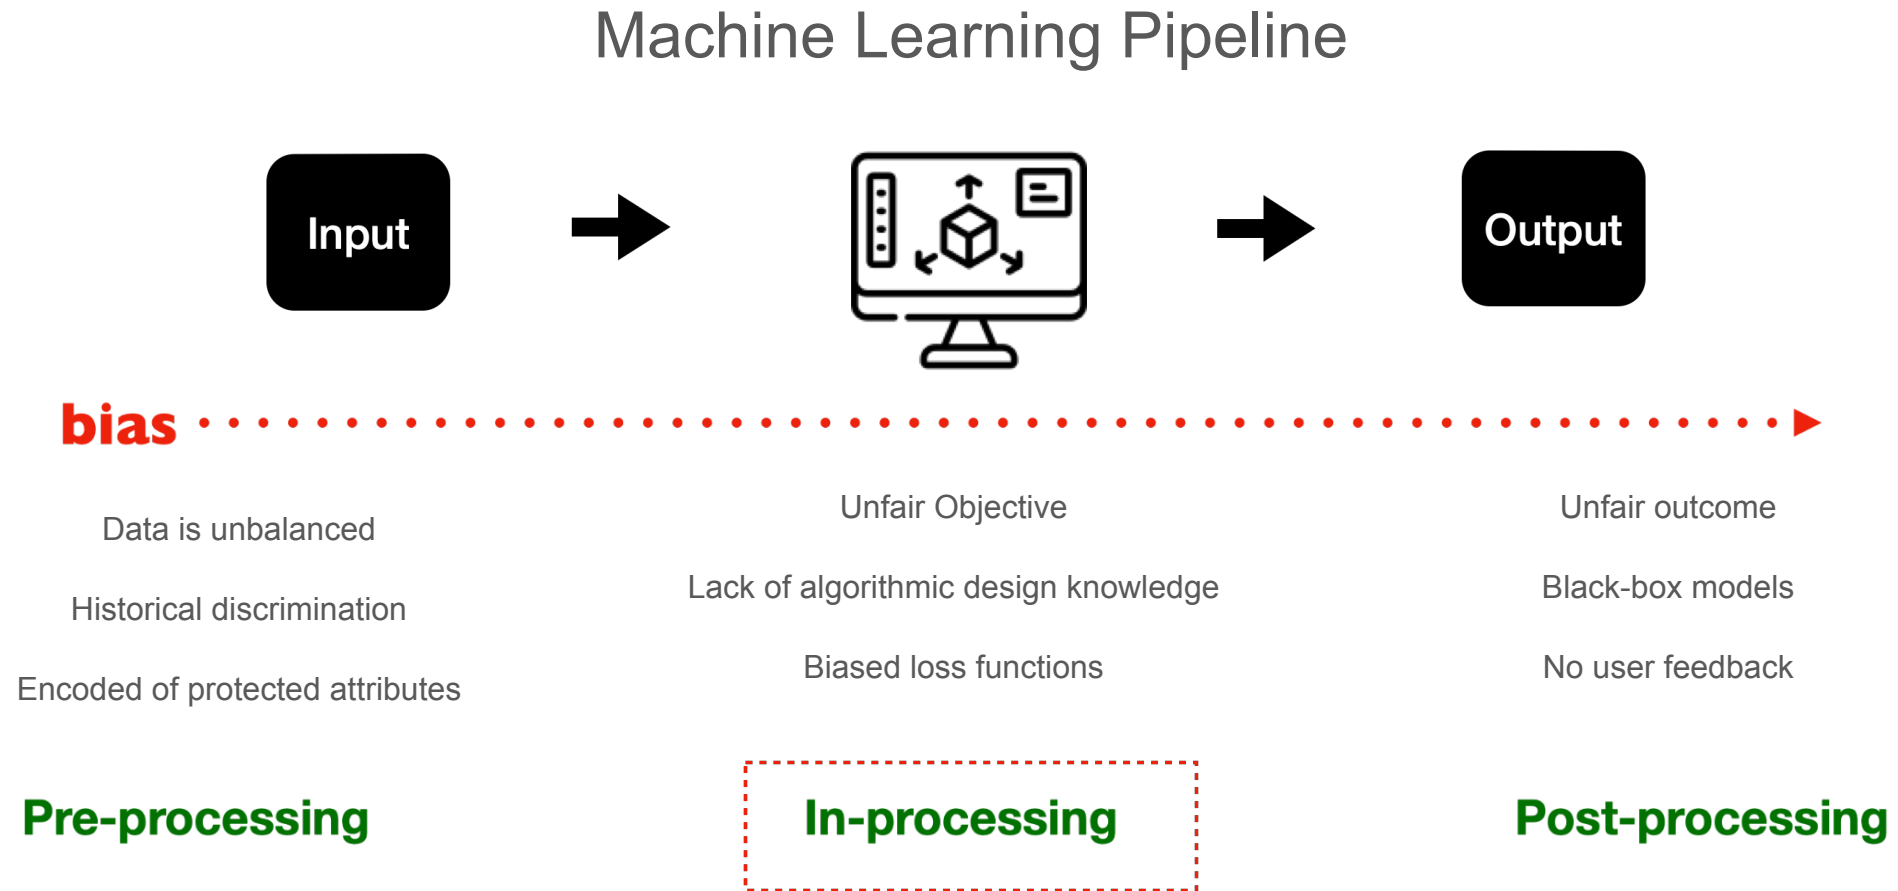 Machine Learning Pipeline
Input
Output
bias
Data is unbalanced
Historical discrimination
Encoded of protected attributes
Unfair Objective
Lack of algorithmic design knowledge
Biased loss functions
Unfair outcome
Black-box models
No user feedback
Pre-processing
In-processing
Post-processing